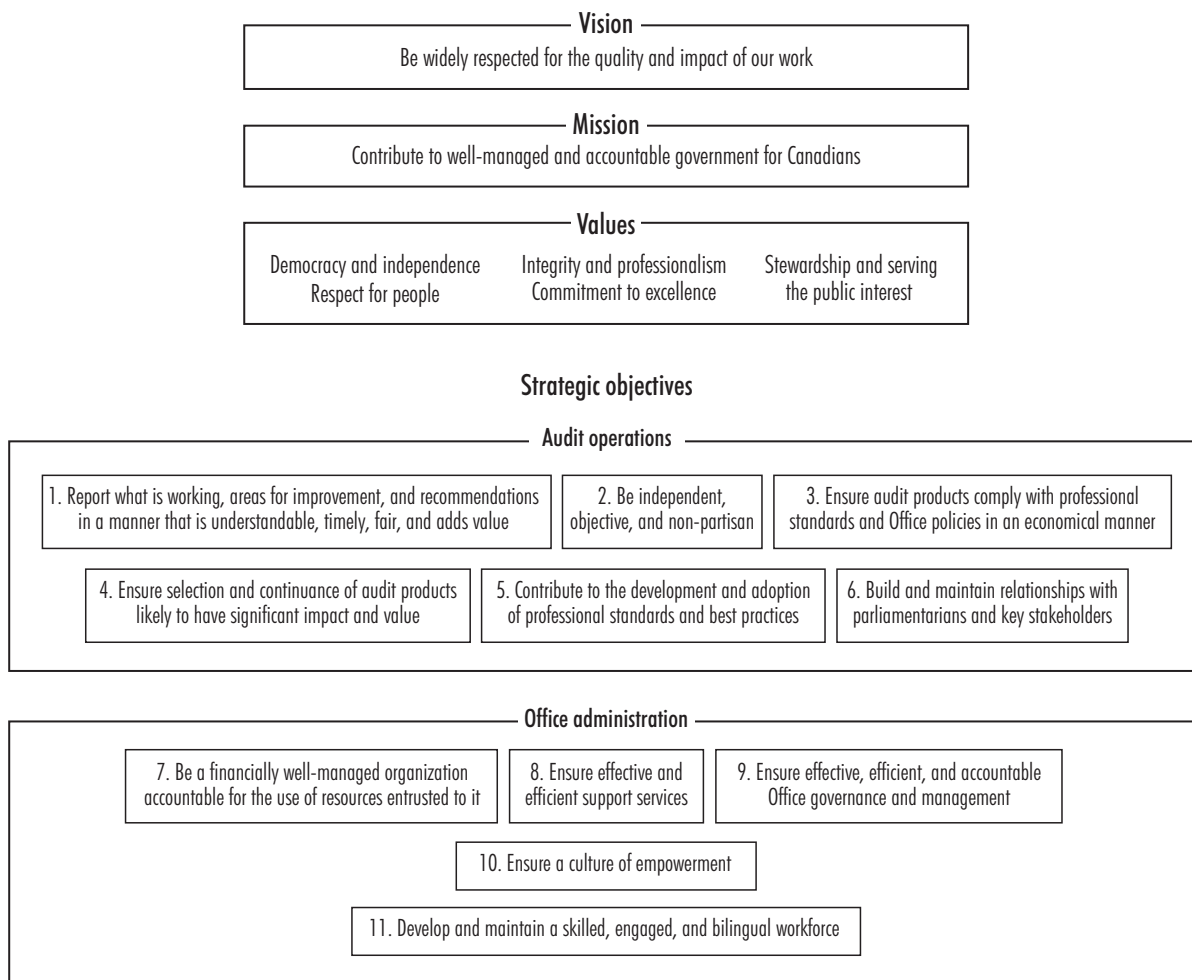 Vision
Be widely respected for the quality and impact of our work
Mission
Contribute to well-managed and accountable government for Canadians
Values
Democracy and independence
Respect for people
Integrity and professionalism
Commitment to excellence
Stewardship and serving
the public interest
Strategic objectives
Audit operations
1. Report what is working, areas for improvement, and recommendations
in a manner that is understandable, timely, fair, and adds value
2. Be independent,
objective, and non-partisan
3. Ensure audit products comply with professional
standards and Office policies in an economical manner
4. Ensure selection and continuance of audit products
likely to have significant impact and value
5. Contribute to the development and adoption
of professional standards and best practices
6. Build and maintain relationships with
parliamentarians and key stakeholders
Office administration
7. Be a financially well-managed organization
accountable for the use of resources entrusted to it
8. Ensure effective and
efficient support services
9. Ensure effective, efficient, and accountable
Office governance and management
10. Ensure a culture of empowerment
11. Develop and maintain a skilled, engaged, and bilingual workforce